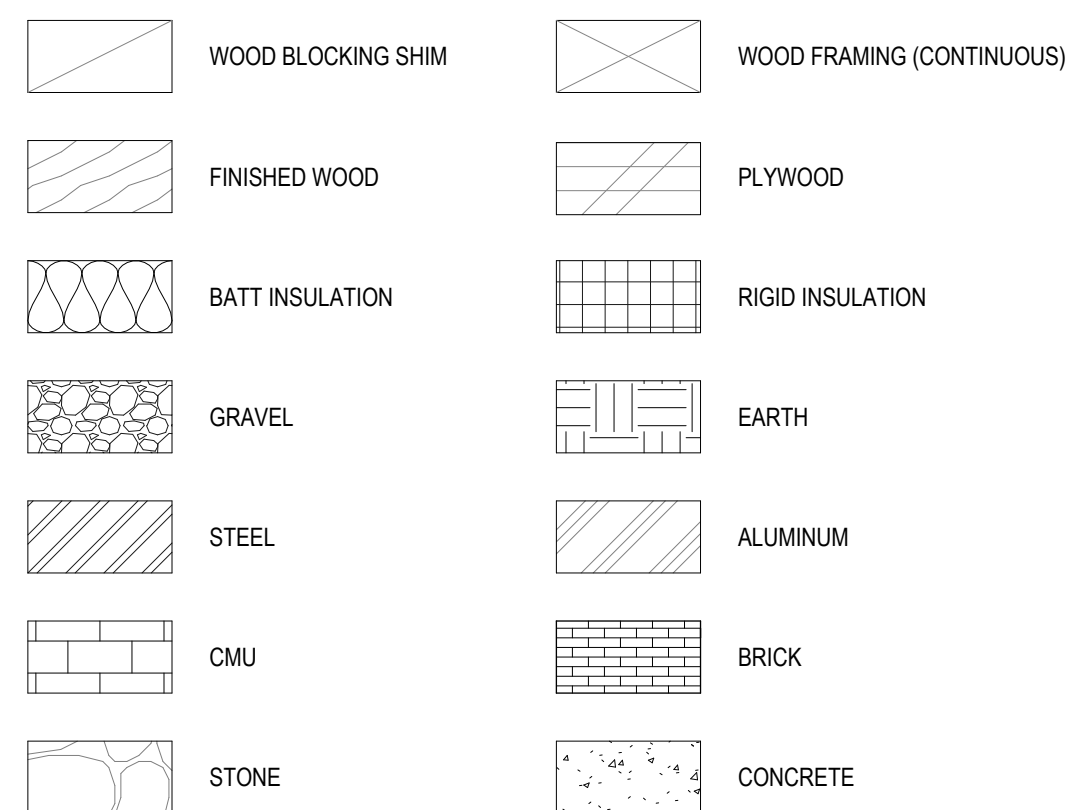 WOOD BLOCKING SHIM
WOOD FRAMING (CONTINUOUS)
FINISHED WOOD
PLYWOOD
BATT INSULATION
RIGID INSULATION
GRAVEL
EARTH
STEEL
ALUMINUM
CMU
BRICK
STONE
CONCRETE